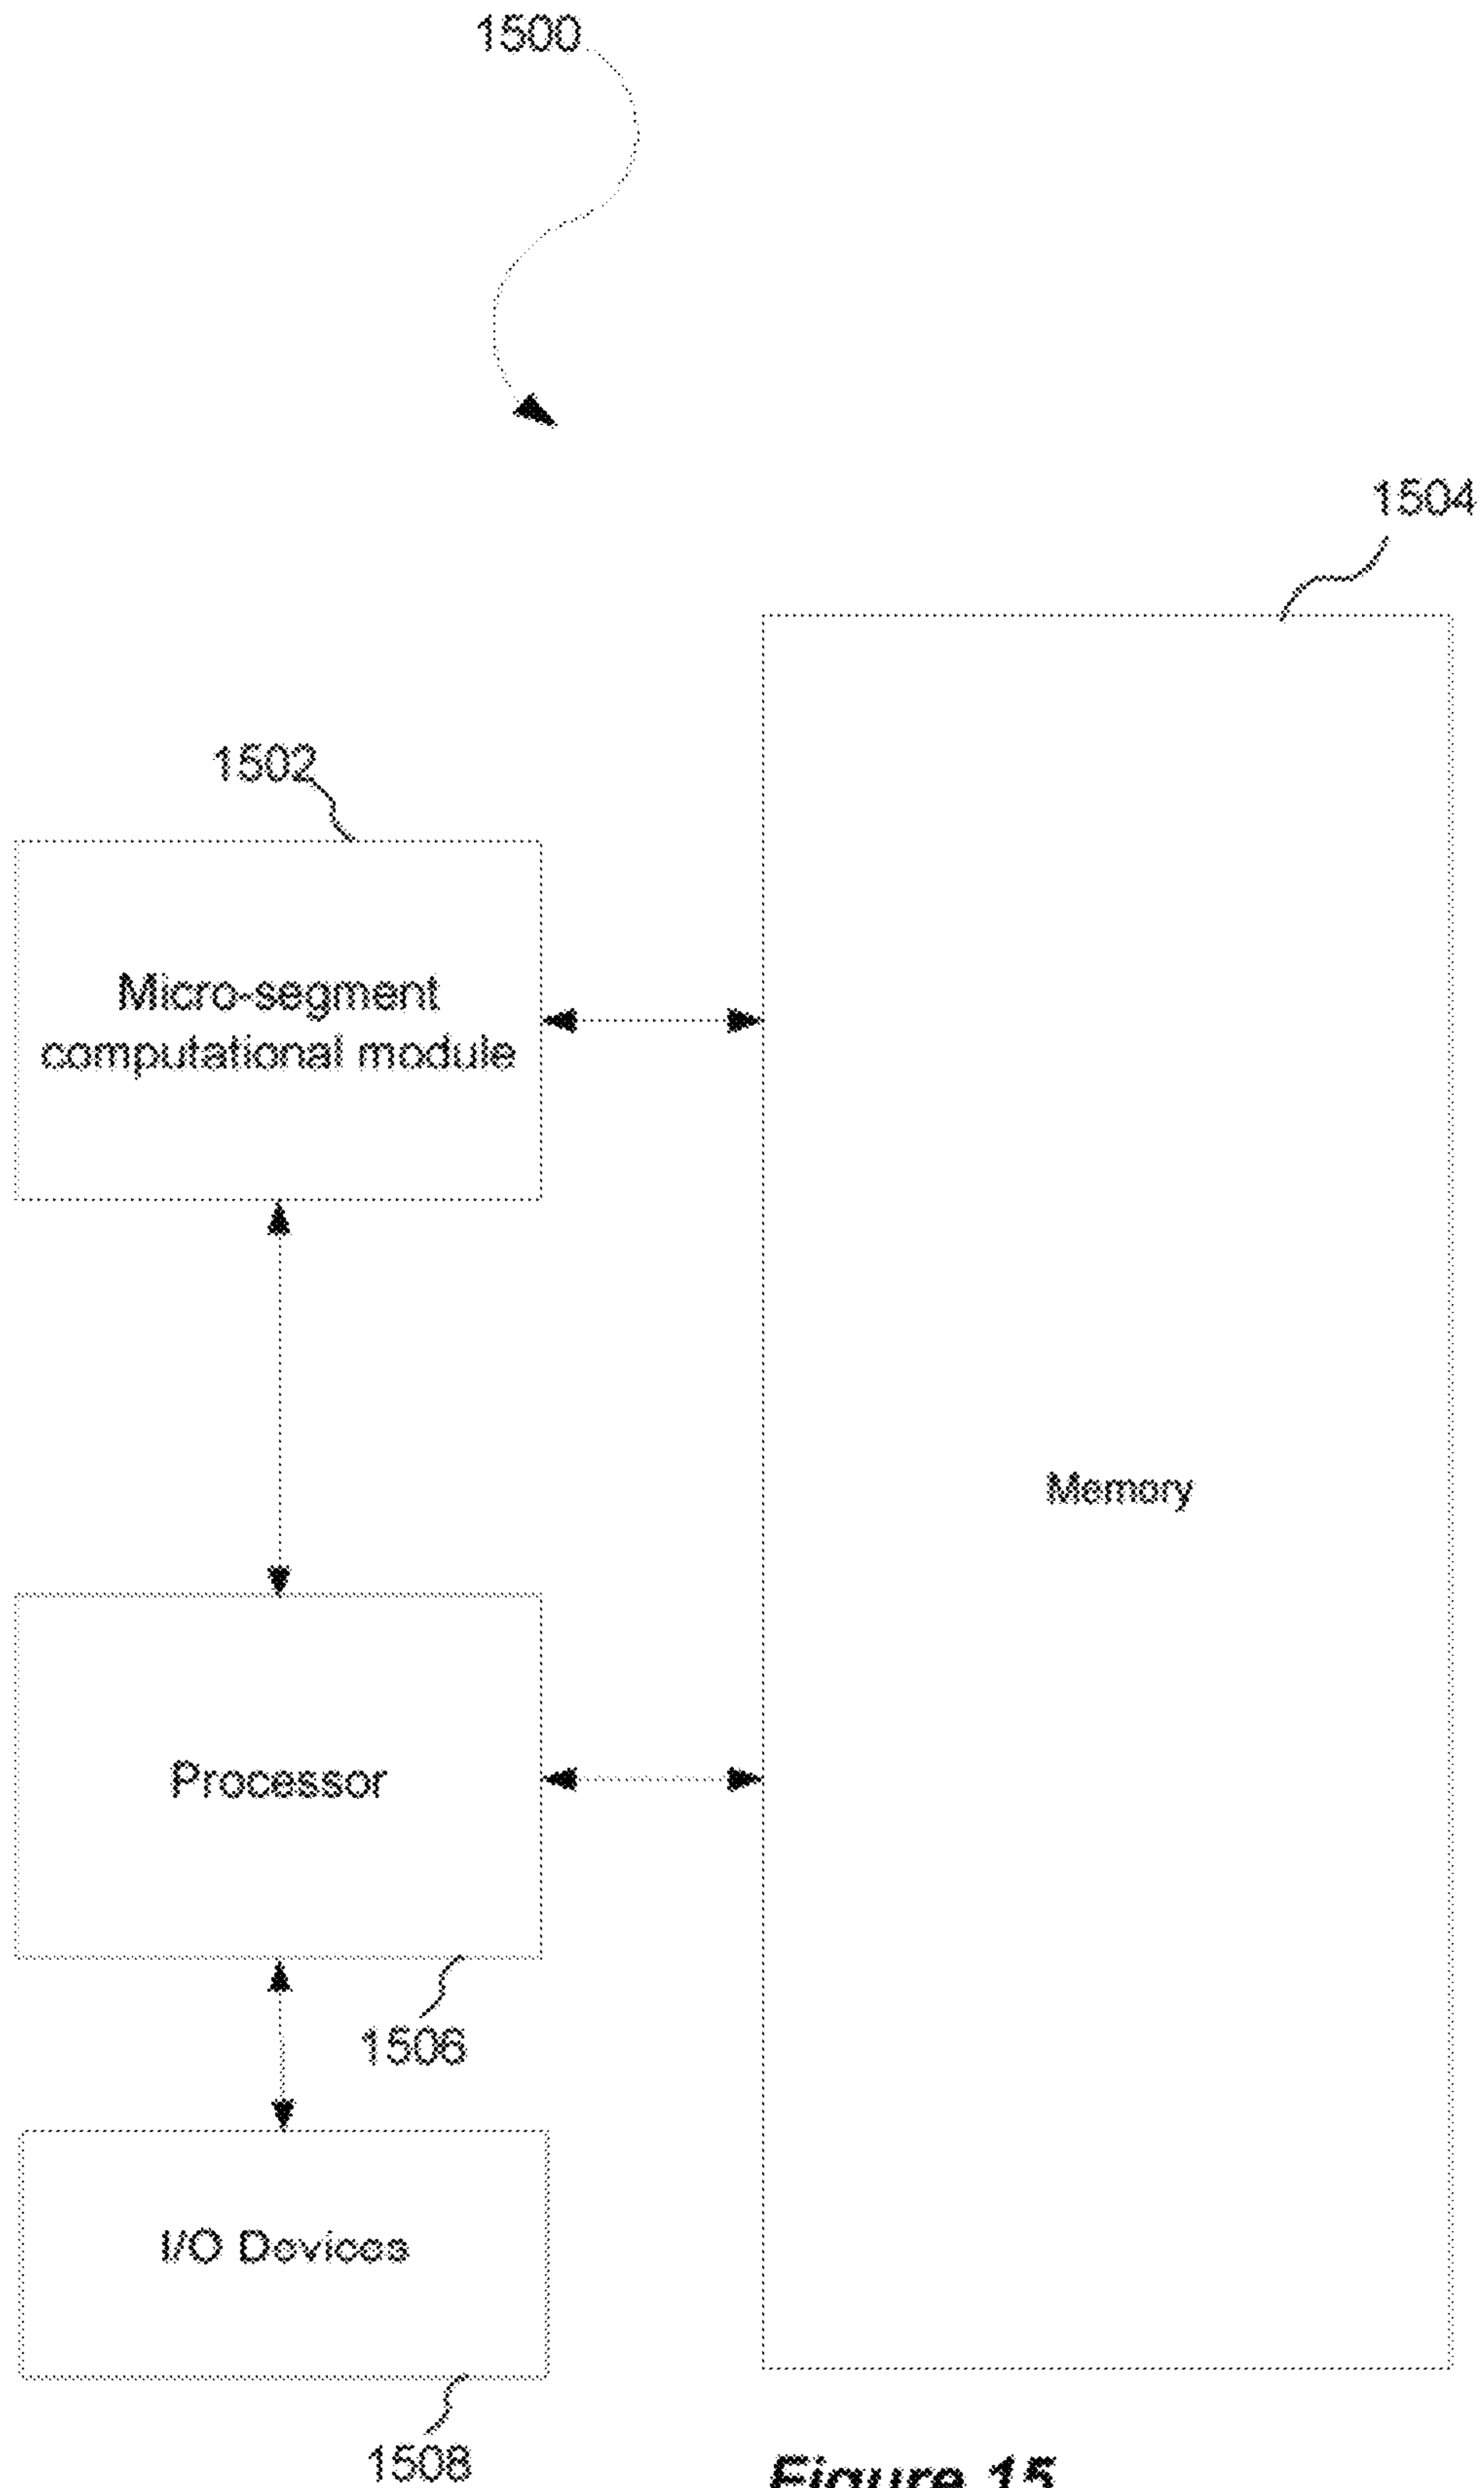 1500
1504
1502
Micro-segment
computational module
Memory
Processor
1506
I/O Devices
1508
Figure 15